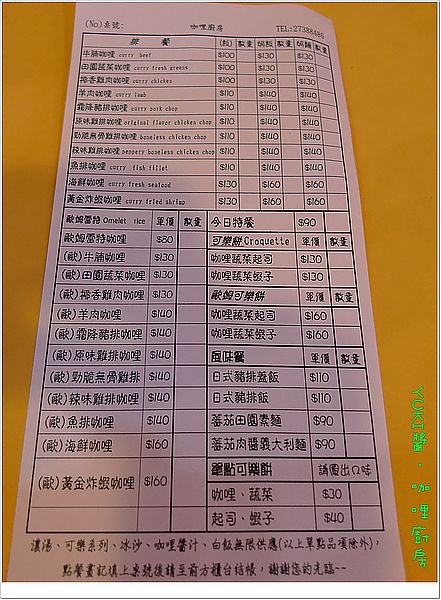 (No)桌號: 咖哩廚房 TEL:27388486
排 餐 (飯) 數量 焗飯 數量 焗麵 數量
牛腩咖哩 curry beef $100 $130 $130
田園蔬菜咖哩 curry fresh greens $100 $130 $130
椰香雞肉咖哩 curry chicken $100 $130 $130
羊肉咖哩 curry lamb $110 $140 $140
霜降豬排咖哩 curry pork chop $110 $140 $140
原味雞排咖哩 original flavor chicken chop $110 $140 $140
勁脆無骨雞排咖哩 boneless chicken chop $110 $140 $140
辣味雞排咖哩 peppery boneless chicken chop $110 $140 $140
魚排咖哩 curry fish fillet $110 $140 $140
海鮮咖哩 curry fresh seafood $130 $160 $160
黃金炸蝦咖哩 curry fried shrimp $130 $160 $160
歐姆雷特 Omelet rice 單價 數量
歐姆雷特咖哩 $80
(歐)牛腩咖哩 $130
(歐)田園蔬菜咖哩 $130
(歐)椰香雞肉咖哩 $130
(歐)羊肉咖哩 $140
(歐)霜降豬排咖哩 $140
(歐)原味雞排咖哩 $140
(歐)勁脆無骨雞排 $140
(歐)辣味雞排咖哩 $140
(歐)魚排咖哩 $140
(歐)海鮮咖哩 $160
(歐)黃金炸蝦咖哩 $160
今日特餐 $90
可樂餅Croquette 單價 數量
咖哩蔬菜起司 $130
咖哩蔬菜蝦子 $130
歐姆可樂餅 單價 數量
咖哩蔬菜起司 $160
咖哩蔬菜蝦子 $160
風味餐 單價 數量
日式豬排蓋飯 $110
日式豬排飯 $110
蕃茄田園素麵 $90
蕃茄肉醬義大利麵 $90
單點可樂餅 請圈出口味
咖哩、蔬菜 $30
起司、蝦子 $40
濃湯、可樂系列、冰沙、咖哩醬汁、白飯無限供應(以上單點品項除外),
點餐畫記填上桌號後請至前方櫃台結帳,謝謝您的光臨~~
YUKI醬・咖哩廚房